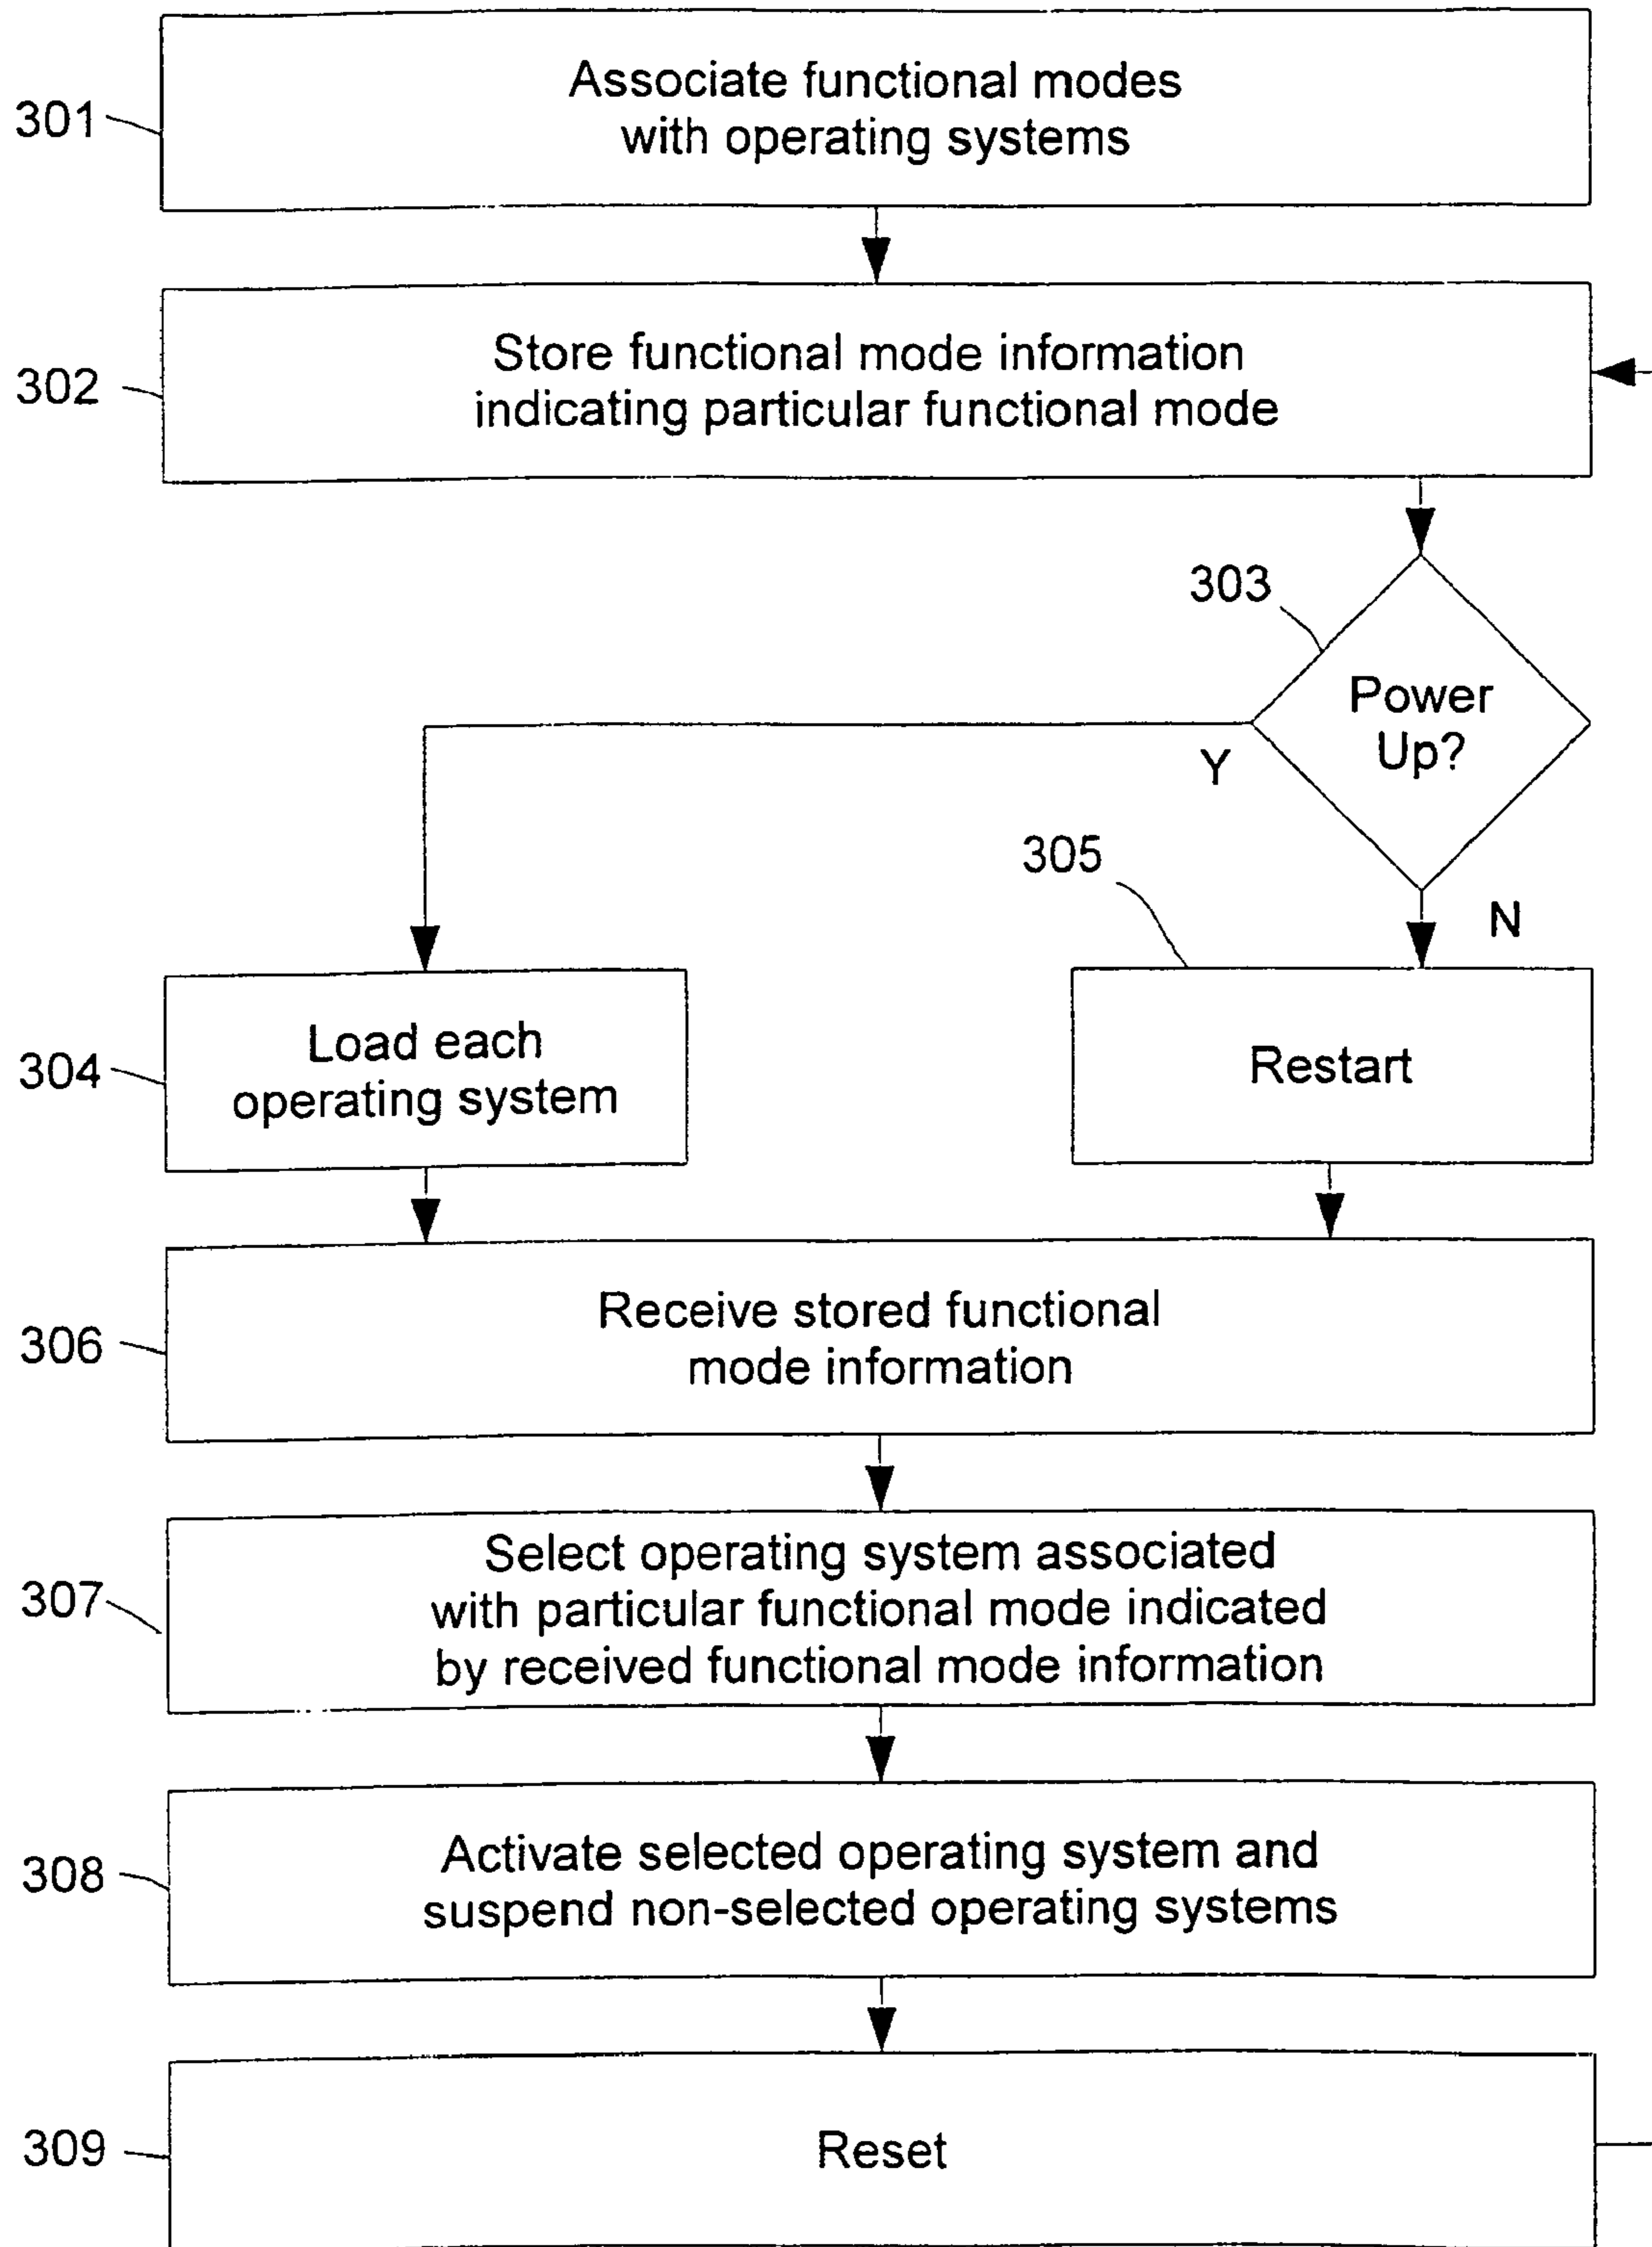 301
Associate functional modes
with operating systems
302
Store functional mode information
indicating particular functional mode
303
Power
Up?
Y
N
305
304
Load each
operating system
Restart
306
Receive stored functional
mode information
307
Select operating system associated
with particular functional mode indicated
by received functional mode information
308
Activate selected operating system and
suspend non-selected operating systems
309
Reset